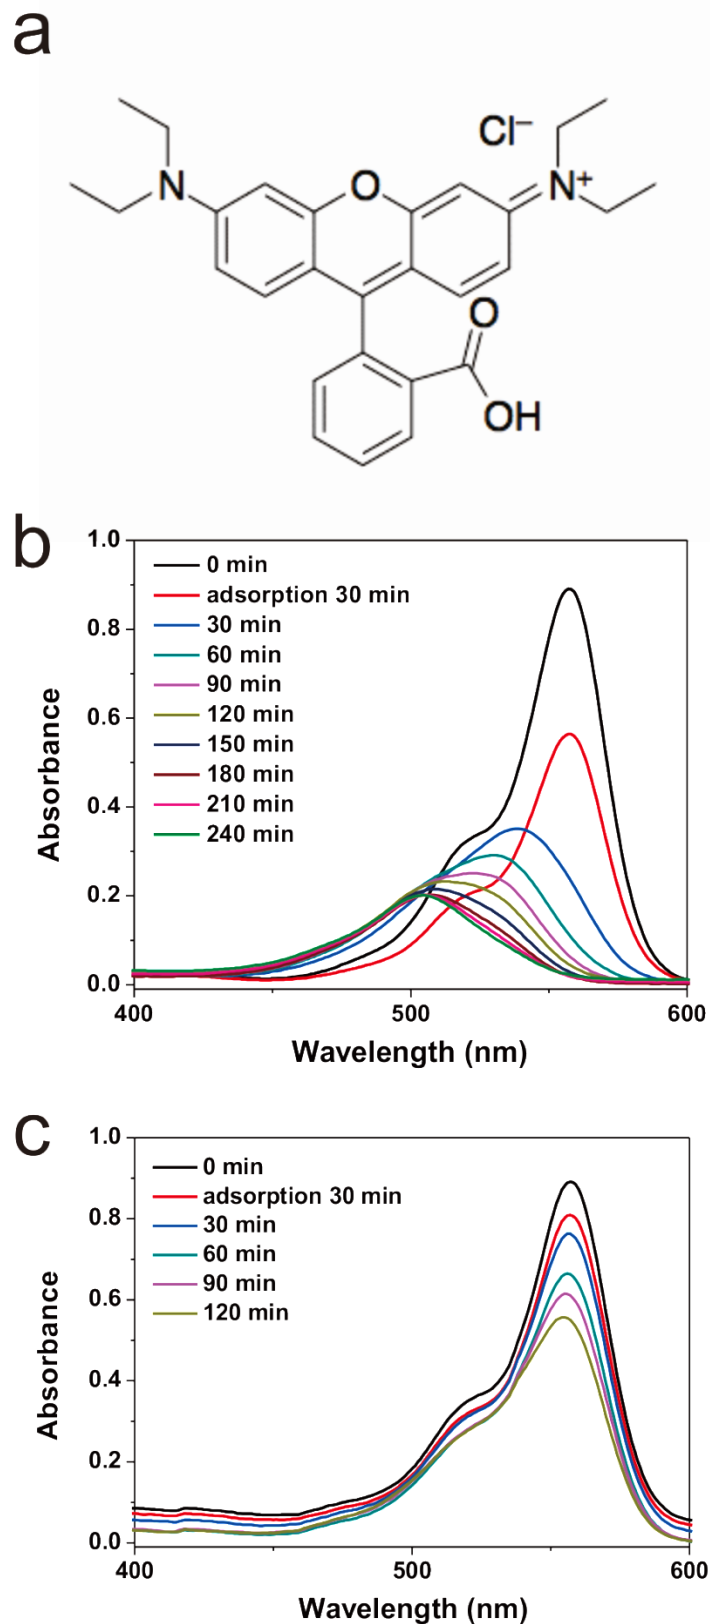 a
Cl–
N
O
N+
O
OH
b
1.0
0.8
0.6
0.4
0.2
0.0
Absorbance
0 min
adsorption 30 min
30 min
60 min
90 min
120 min
150 min
180 min
210 min
240 min
400
500
600
Wavelength (nm)
c
1.0
0.8
0.6
0.4
0.2
0.0
Absorbance
0 min
adsorption 30 min
30 min
60 min
90 min
120 min
400
500
600
Wavelength (nm)